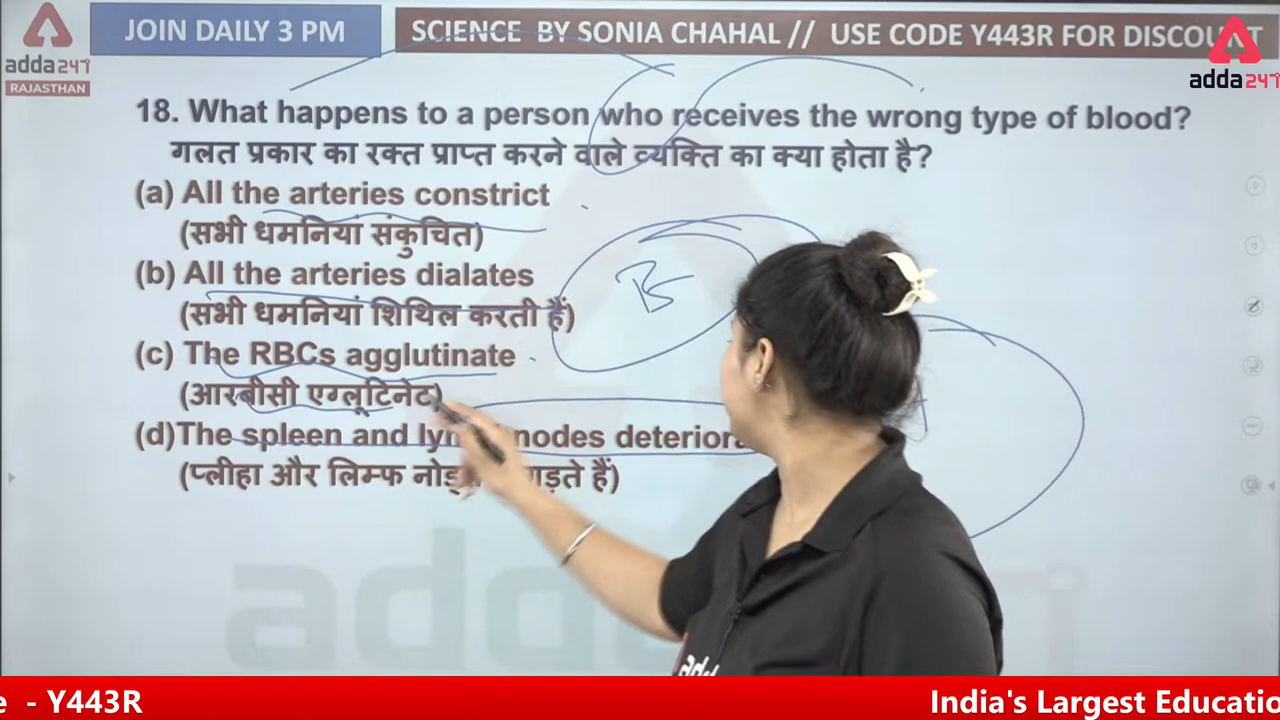 JOIN DAILY 3 PM
SCIENCE BY SONIA CHAHAL // USE CODE Y443R FOR DISCOUNT
adda247
RAJASTHAN
adda247
18. What happens to a person who receives the wrong type of blood?
गलत प्रकार का रक्त प्राप्त करने वाले व्यक्ति का क्या होता है?
(a) All the arteries constrict
(सभी धमनियां संकुचित)
(b) All the arteries dialates
(सभी धमनियां शिथिल करती हैं)
B
(c) The RBCs agglutinate
(आरबीसी एग्लूटिनेट)
(d)The spleen and nodes
(प्लीहा और लिम्फ हैं)
adda
e - Y443R
India's Largest Educatio